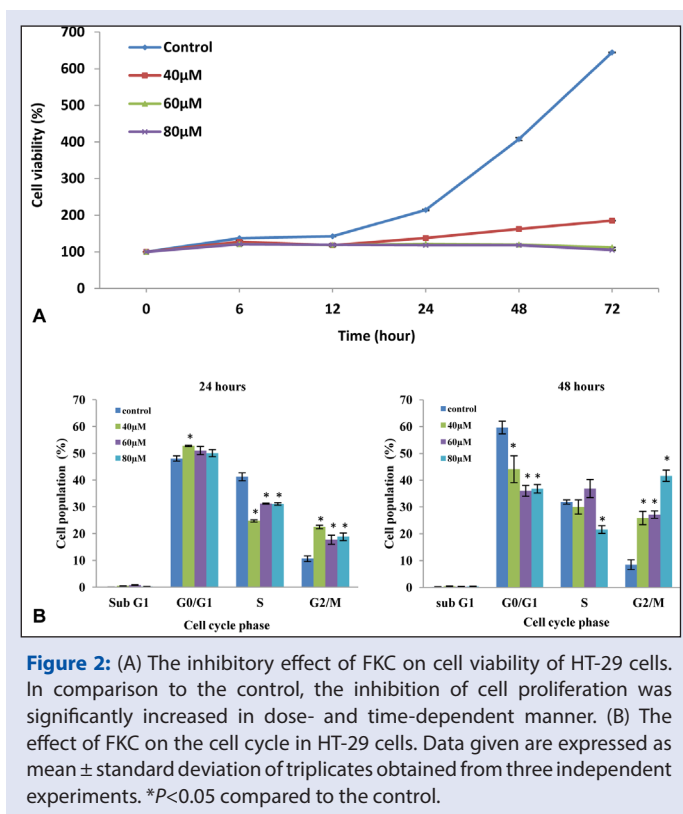 700
600
500
400
300
200
100
0
Cell viability (%)
Control
40μM
60μM
80μM
0 6 12 24 48 72
Time (hour)
A
24 hours
70
60
50
40
30
20
10
0
Cell population (%)
control
40μM
60μM
80μM
* * * * * * *
Sub G1 G0/G1 S G2/M
Cell cycle phase
B
48 hours
70
60
50
40
30
20
10
0
Cell population (%)
control
40μM
60μM
80μM
* * * * * * *
sub G1 G0/G1 S G2/M
Cell cycle phase
Figure 2: (A) The inhibitory effect of FKC on cell viability of HT-29 cells.
In comparison to the control, the inhibition of cell proliferation was
significantly increased in dose- and time-dependent manner. (B) The
effect of FKC on the cell cycle in HT-29 cells. Data given are expressed as
mean ± standard deviation of triplicates obtained from three independent
experiments. *P<0.05 compared to the control.